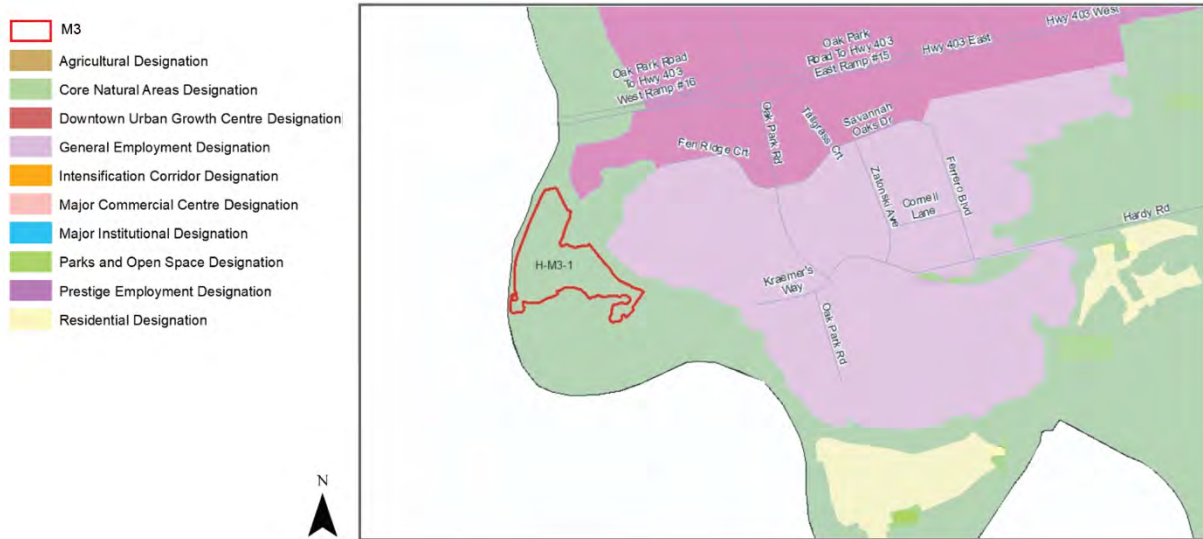 M3
Agricultural Designation
Core Natural Areas Designation
Downtown Urban Growth Centre Designation
General Employment Designation
Intensification Corridor Designation
Major Commercial Centre Designation
Major Institutional Designation
Parks and Open Space Designation
Prestige Employment Designation
Residential Designation
N
Hwy 403 West
Hwy 403 East
Oak Park
Road To Hwy 403
East Ramp #15
Oak Park Road
To Hwy 403
West Ramp #16
Fen Ridge Crt
Oak Park Rd
Tallgrass Crt
Savannah
Oaks Dr
Zatonski Ave
Cornell
Lane
Ferrero Blvd
Hardy Rd
H-M3-1
Kraemer's
Way
Oak Park Rd